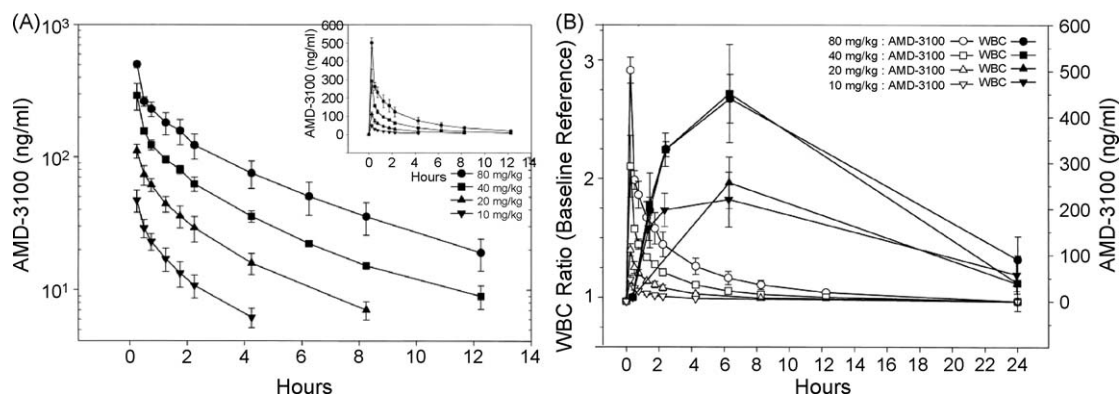 (A)
10³
10²
10¹
AMD-3100 (ng/ml)
0 2 4 6 8 10 12 14
Hours
600
500
400
300
200
100
0
AMD-3100 (ng/ml)
0 2 4 6 8 10 12 14
Hours
80 mg/kg
40 mg/kg
20 mg/kg
10 mg/kg
(B)
3
2
1
WBC Ratio (Baseline Reference)
80 mg/kg : AMD-3100 WBC
40 mg/kg : AMD-3100 WBC
20 mg/kg : AMD-3100 WBC
10 mg/kg : AMD-3100 WBC
0 2 4 6 8 10 12 14 16 18 20 22 24
Hours
600
500
400
300
200
100
0
AMD-3100 (ng/ml)